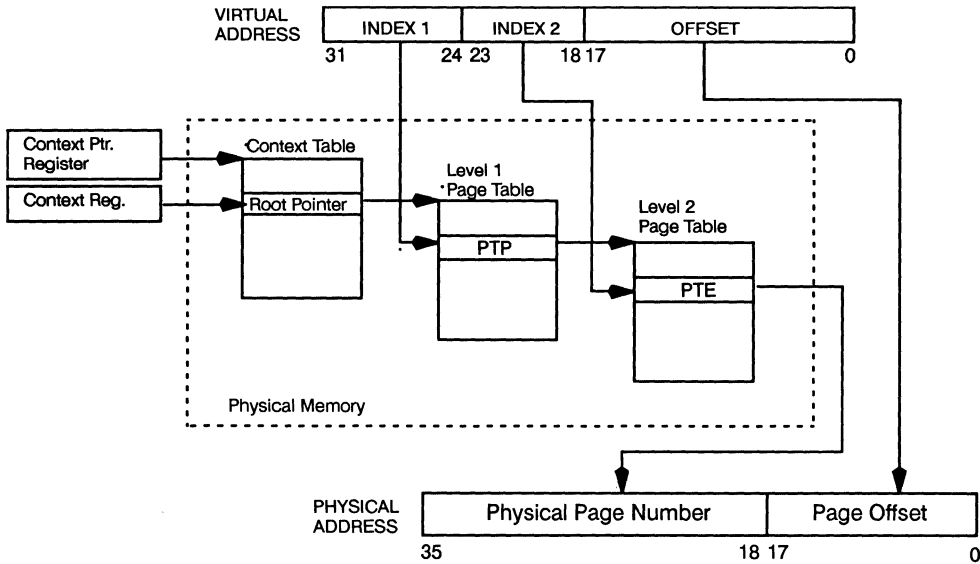 VIRTUAL
ADDRESS
INDEX 1
INDEX 2
OFFSET
31
24
23
18
17
0
Context Ptr.
Register
Context Reg.
Context Table
Root Pointer
Level 1
Page Table
PTP
Level 2
Page Table
PTE
Physical Memory
PHYSICAL
ADDRESS
Physical Page Number
Page Offset
35
18
17
0